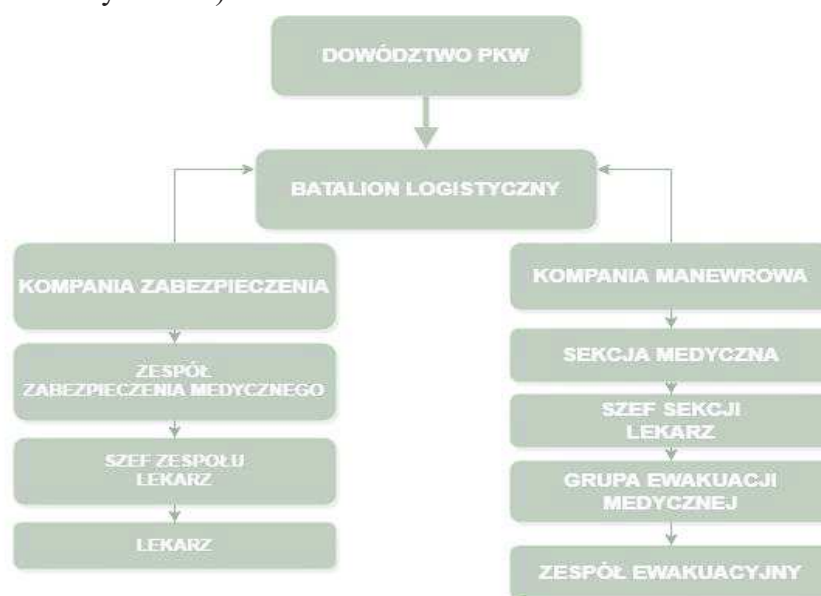 DOWÓDZTWO PKW
BATALION LOGISTYCZNY
KOMPANIA ZABEZPIECZENIA
ZESPÓŁ
ZABEZPIECZENIA MEDYCZNEGO
SZEF ZESPOŁU
LEKARZ
LEKARZ
KOMPANIA MANEWROWA
SEKCJA MEDYCZNA
SZEF SEKCJI
LEKARZ
GRUPA EWAKUACJI
MEDYCZNEJ
ZESPÓŁ EWAKUACYJNY